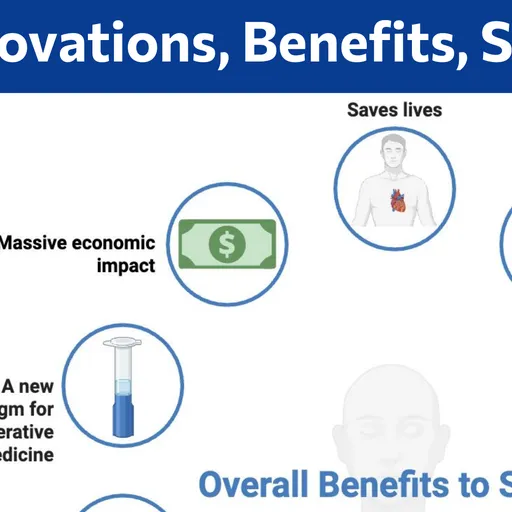 ovations, Benefits, S
Saves lives
Massive economic
impact
$
A new
gm for
erative
edicine
Overall Benefits to S